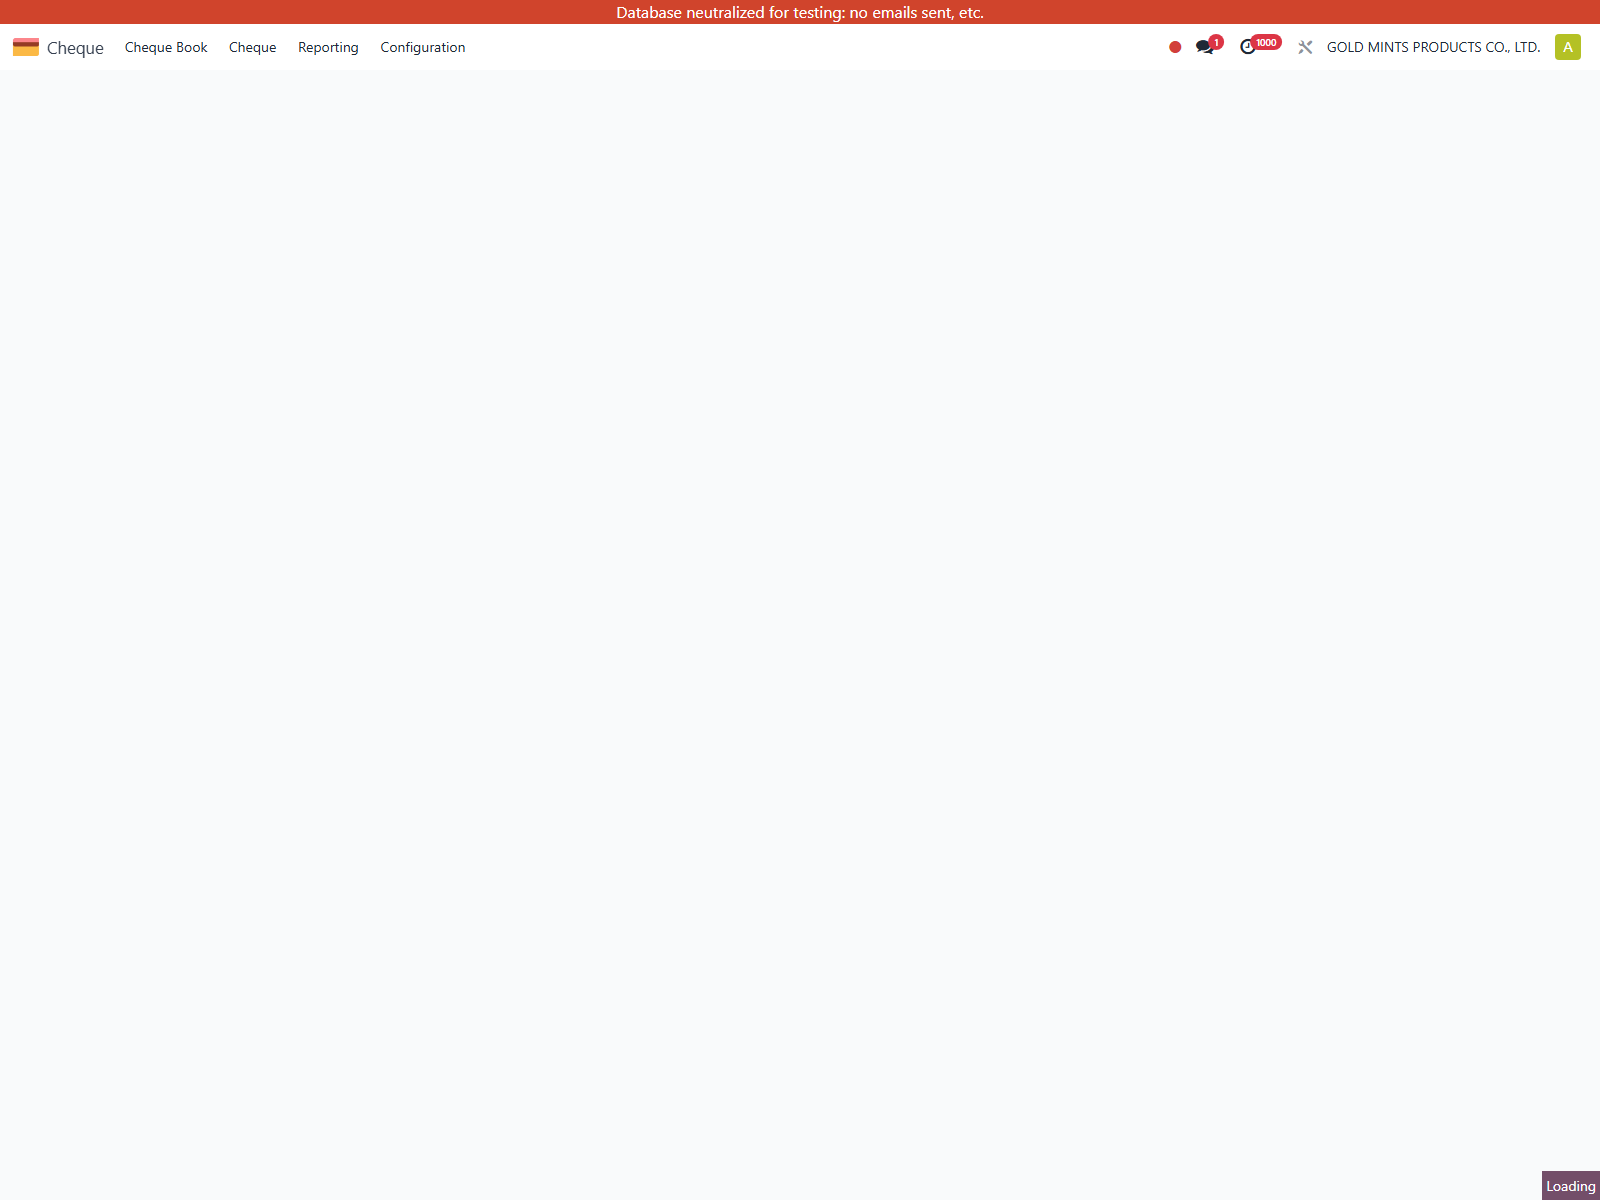 Database neutralized for testing: no emails sent, etc.
Cheque Cheque Book Cheque Reporting Configuration 1 1000 GOLD MINTS PRODUCTS CO., LTD. A
Loading